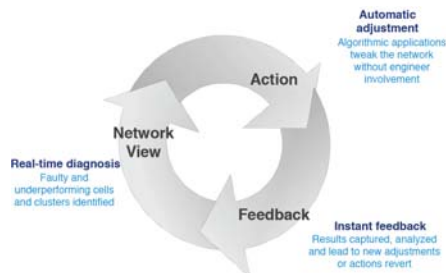 Automatic
adjustment
Algorithmic applications
tweak the network
without engineer
involvement
Action
Network
View
Real-time diagnosis
Faulty and
underperforming cells
and clusters identified
Feedback
Instant feedback
Results captured, analyzed
and lead to new adjustments
or actions revert